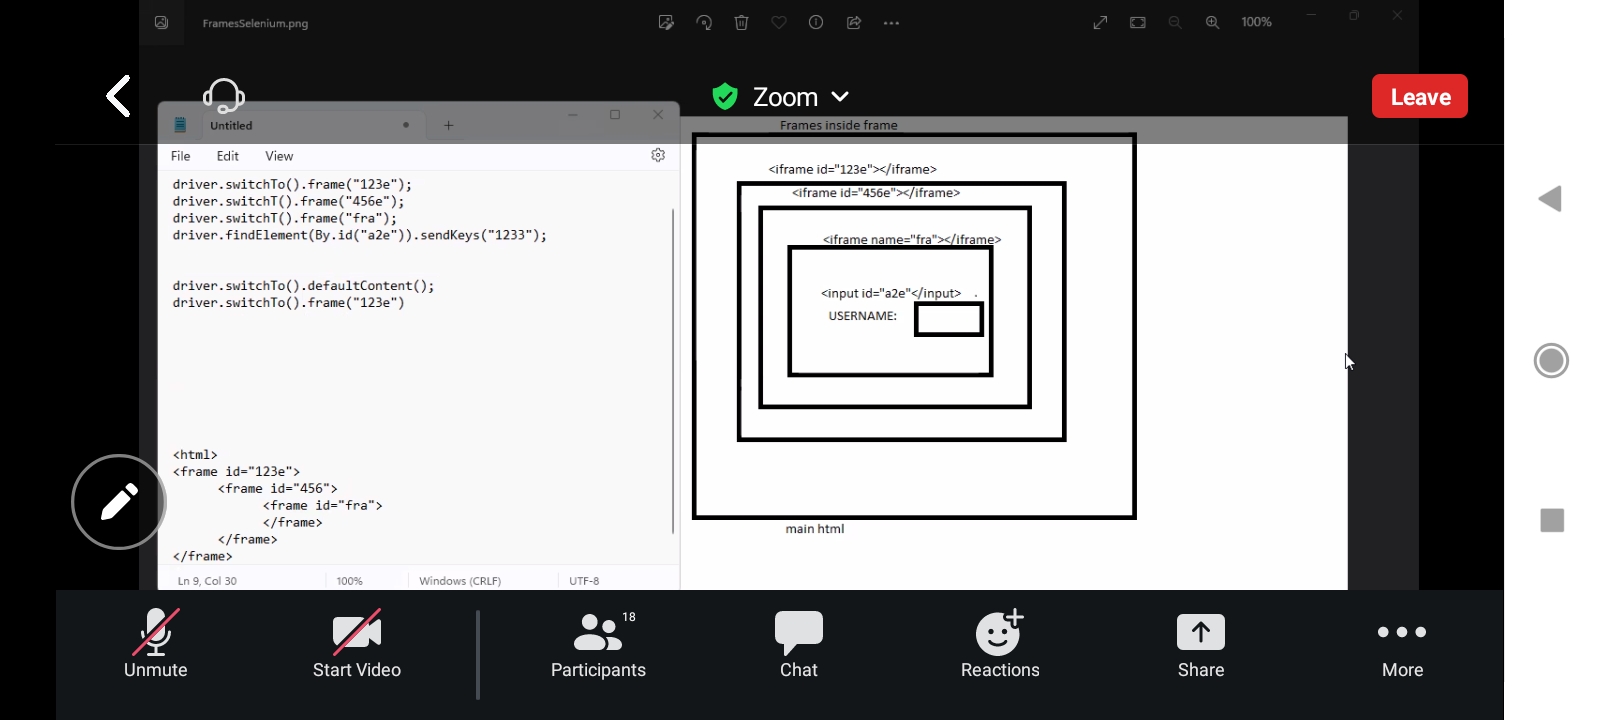 FramesSelenium.png
100%
Zoom
Leave
Untitled
File Edit View
driver.switchTo().frame("123e");
driver.switchT().frame("456e");
driver.switchT().frame("fra");
driver.findElement(By.id("a2e")).sendKeys("1233");
driver.switchTo().defaultContent();
driver.switchTo().frame("123e")
<html>
<frame id="123e">
<frame id="456">
<frame id="fra">
</frame>
</frame>
</frame>
Ln 9, Col 30 100% Windows (CRLF) UTF-8
Frames inside frame
<iframe id="123e"></iframe>
<iframe id="456e"></iframe>
<iframe name="fra"></iframe>
<input id="a2e"</input>
USERNAME:
main html
Unmute
Start Video
18
Participants
Chat
Reactions
Share
More